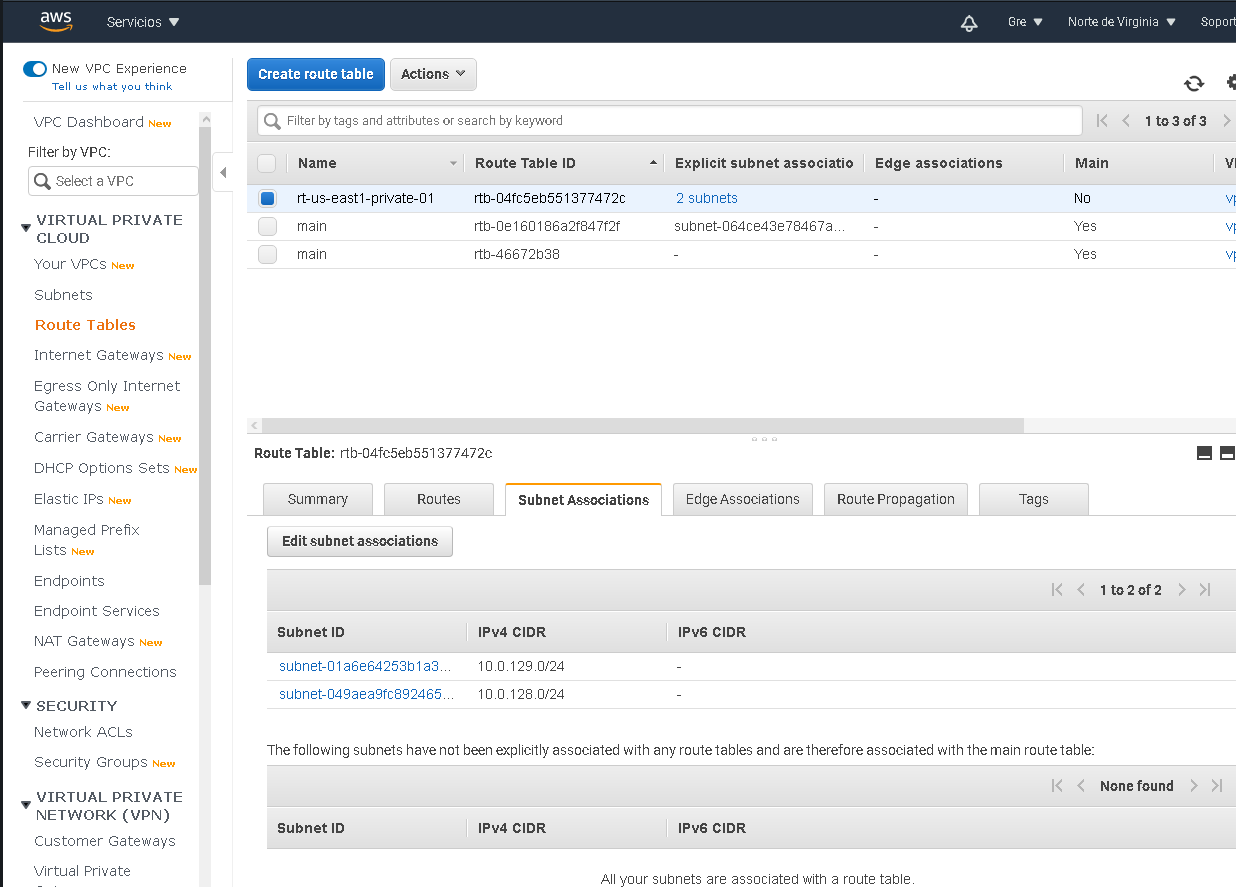 aws Servicios Gre Norte de Virginia Soport
New VPC Experience
Tell us what you think
VPC Dashboard New
Filter by VPC:
Select a VPC
VIRTUAL PRIVATE
CLOUD
Your VPCs New
Subnets
Route Tables
Internet Gateways New
Egress Only Internet
Gateways New
Carrier Gateways New
DHCP Options Sets New
Elastic IPs New
Managed Prefix
Lists New
Endpoints
Endpoint Services
NAT Gateways New
Peering Connections
SECURITY
Network ACLs
Security Groups New
VIRTUAL PRIVATE
NETWORK (VPN)
Customer Gateways
Virtual Private
Create route table Actions
Filter by tags and attributes or search by keyword 1 to 3 of 3
Name Route Table ID Explicit subnet associatio Edge associations Main
rt-us-east1-private-01 rtb-04fc5eb551377472c 2 subnets - No vp
main rtb-0e160186a2f847f2f subnet-064ce43e78467a... - Yes vp
main rtb-46672b38 - - Yes vp
Route Table: rtb-04fc5eb551377472c
Summary Routes Subnet Associations Edge Associations Route Propagation Tags
Edit subnet associations
1 to 2 of 2
Subnet ID IPv4 CIDR IPv6 CIDR
subnet-01a6e64253b1a3... 10.0.129.0/24 -
subnet-049aea9fc892465... 10.0.128.0/24 -
The following subnets have not been explicitly associated with any route tables and are therefore associated with the main route table:
None found
Subnet ID IPv4 CIDR IPv6 CIDR
All your subnets are associated with a route table.